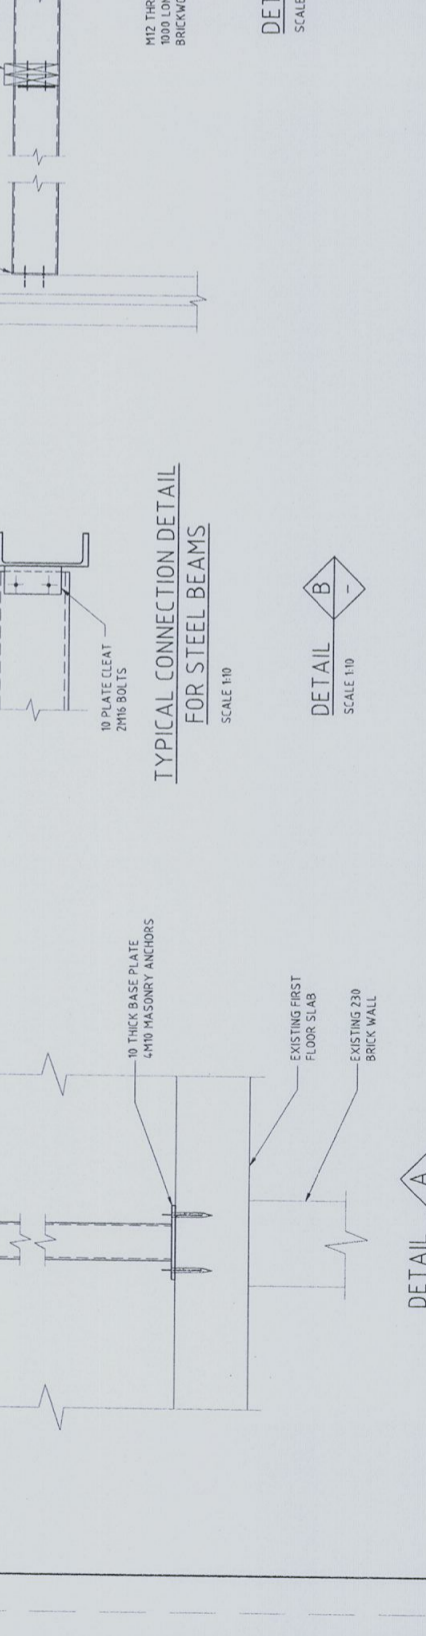 10 THICK BASE PLATE
4M10 MASONRY ANCHORS
EXISTING FIRST
FLOOR SLAB
EXISTING 230
BRICK WALL
DETAIL A
10 PLATE CLEAT
2M16 BOLTS
TYPICAL CONNECTION DETAIL
FOR STEEL BEAMS
SCALE 1:10
DETAIL B
-
SCALE 1:10
M12 THR
1000 LON
BRICKWO
DET
SCALE